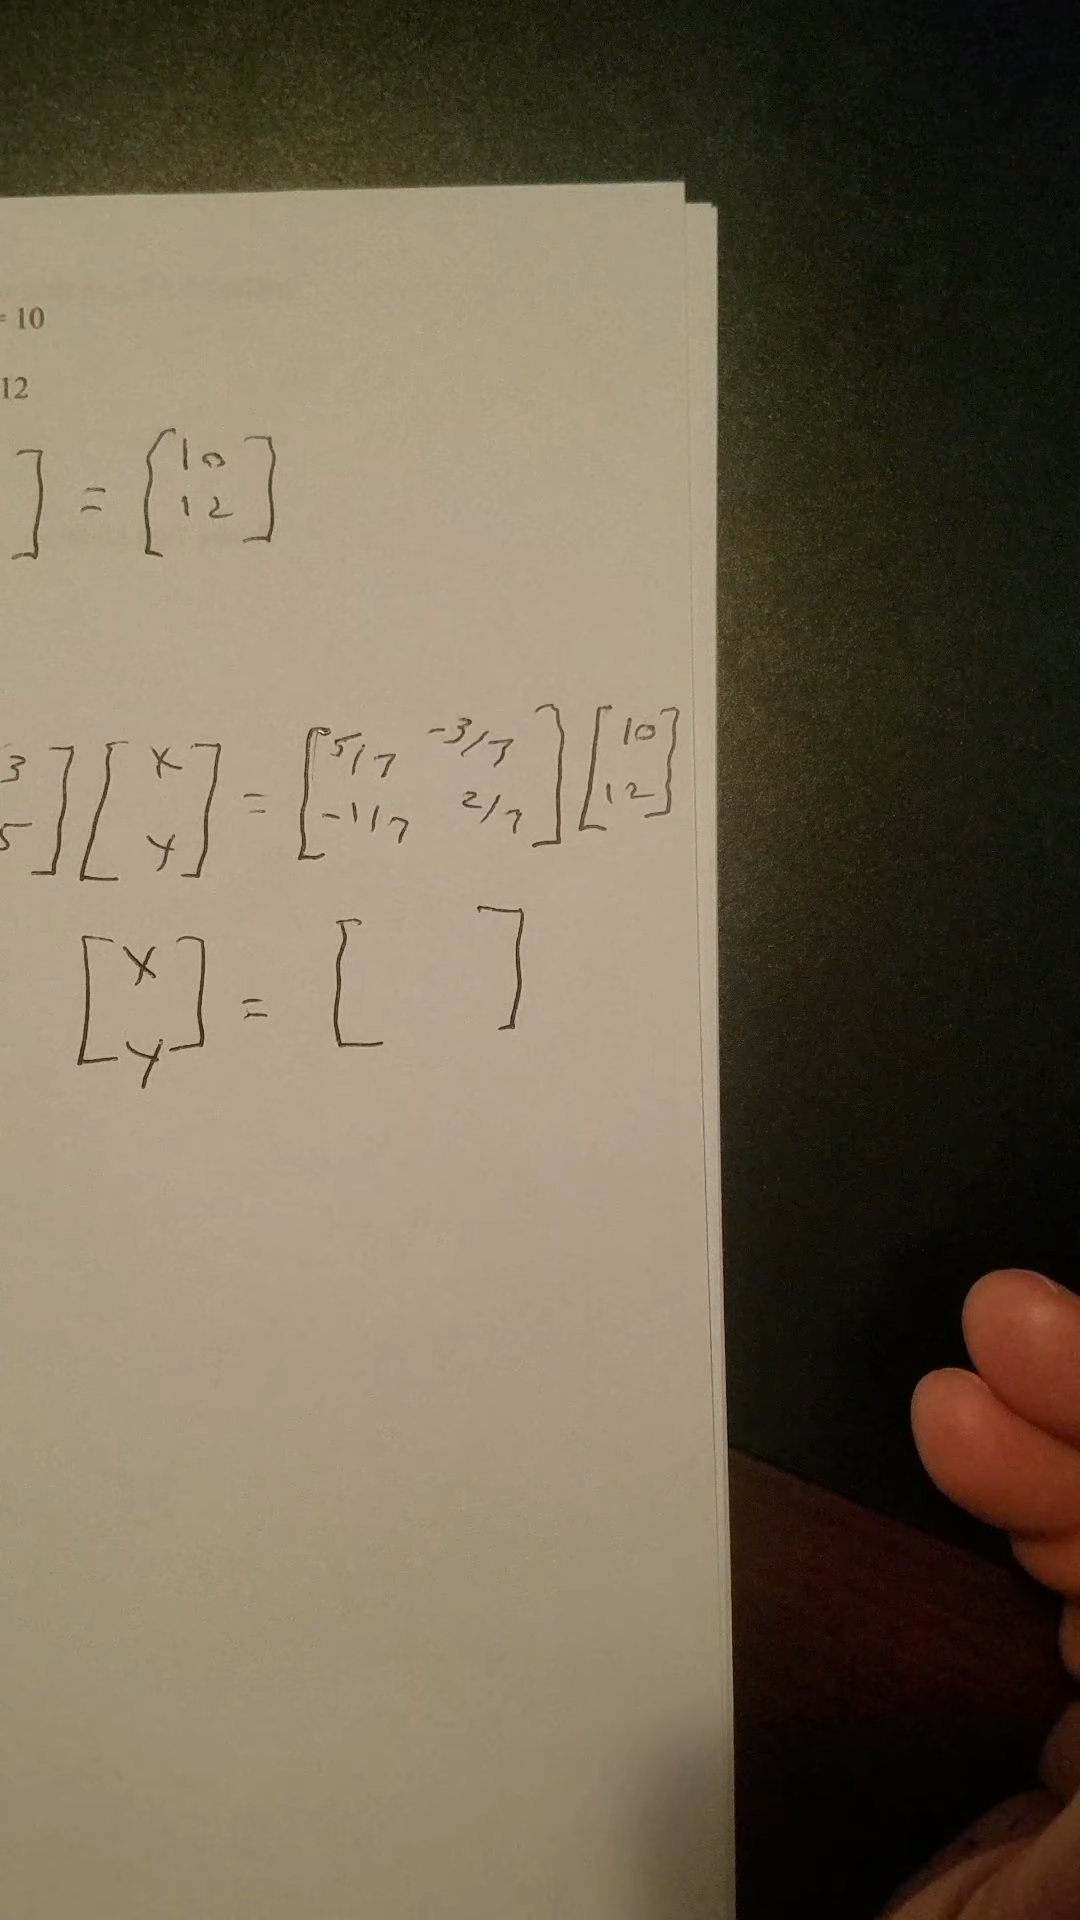 = 10
12
] = [10
12]
3
5] [x
y] = [5/7 -3/7
-1/7 2/7] [10
12]
[x
y] = [ ]